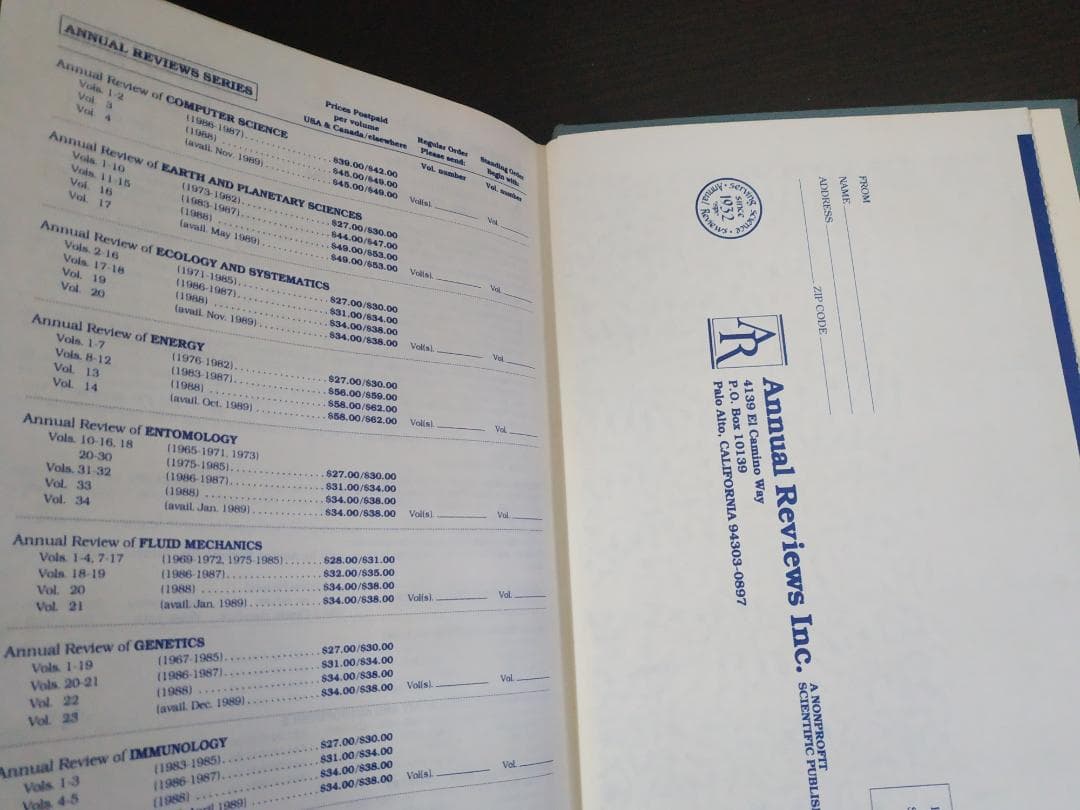 ANNUAL REVIEWS SERIES
Prices Postpaid
per volume
USA & Canada/elsewhere
Regular Order
Please send:
Standing Order
Begin with:
Annual Review of COMPUTER SCIENCE
Vol. number
Vol. number
Vols. 1-2 (1986-1987) $39.00/$42.00
Vol. 3 (1988) $45.00/$49.00
Vol. 4 (avail. Nov. 1989) $45.00/$49.00 Vol(s). Vol.
Annual Review of EARTH AND PLANETARY SCIENCES
Vols. 1-10 (1973-1982) $27.00/$30.00
Vols. 11-15 (1983-1987) $44.00/$47.00
Vol. 16 (1988) $49.00/$53.00
Vol. 17 (avail. May 1989) $49.00/$53.00 Vol(s). Vol.
Annual Review of ECOLOGY AND SYSTEMATICS
Vols. 2-16 (1971-1985) $27.00/$30.00
Vols. 17-18 (1986-1987) $31.00/$34.00
Vol. 19 (1988) $34.00/$38.00
Vol. 20 (avail. Nov. 1989) $34.00/$38.00 Vol(s). Vol.
Annual Review of ENERGY
Vols. 1-7 (1976-1982) $27.00/$30.00
Vols. 8-12 (1983-1987) $56.00/$59.00
Vol. 13 (1988) $58.00/$62.00
Vol. 14 (avail. Oct. 1989) $58.00/$62.00 Vol(s). Vol.
Annual Review of ENTOMOLOGY
Vols. 10-16, 18 (1965-1971, 1973)
20-30 (1975-1985) $27.00/$30.00
Vols. 31-32 (1986-1987) $31.00/$34.00
Vol. 33 (1988) $34.00/$38.00
Vol. 34 (avail. Jan. 1989) $34.00/$38.00 Vol(s). Vol.
Annual Review of FLUID MECHANICS
Vols. 1-4, 7-17 (1969-1972, 1975-1985) $28.00/$31.00
Vols. 18-19 (1986-1987) $32.00/$35.00
Vol. 20 (1988) $34.00/$38.00
Vol. 21 (avail. Jan. 1989) $34.00/$38.00 Vol(s). Vol.
Annual Review of GENETICS
Vols. 1-19 (1967-1985) $27.00/$30.00
Vols. 20-21 (1986-1987) $31.00/$34.00
Vol. 22 (1988) $34.00/$38.00
Vol. 23 (avail. Dec. 1989) $34.00/$38.00 Vol(s). Vol.
Annual Review of IMMUNOLOGY
Vols. 1-3 (1983-1985) $27.00/$30.00
Vols. 4-5 (1986-1987) $31.00/$34.00
(1988) $34.00/$38.00
1989) $34.00/$38.00 Vol(s). Vol.
FROM
NAME
ADDRESS
ZIP CODE
Annual Reviews • serving science
since
1932
AR
Annual Reviews Inc.
A NONPROFIT
SCIENTIFIC PUBLISH
4139 El Camino Way
P.O. Box 10139
Palo Alto, CALIFORNIA 94303-0897